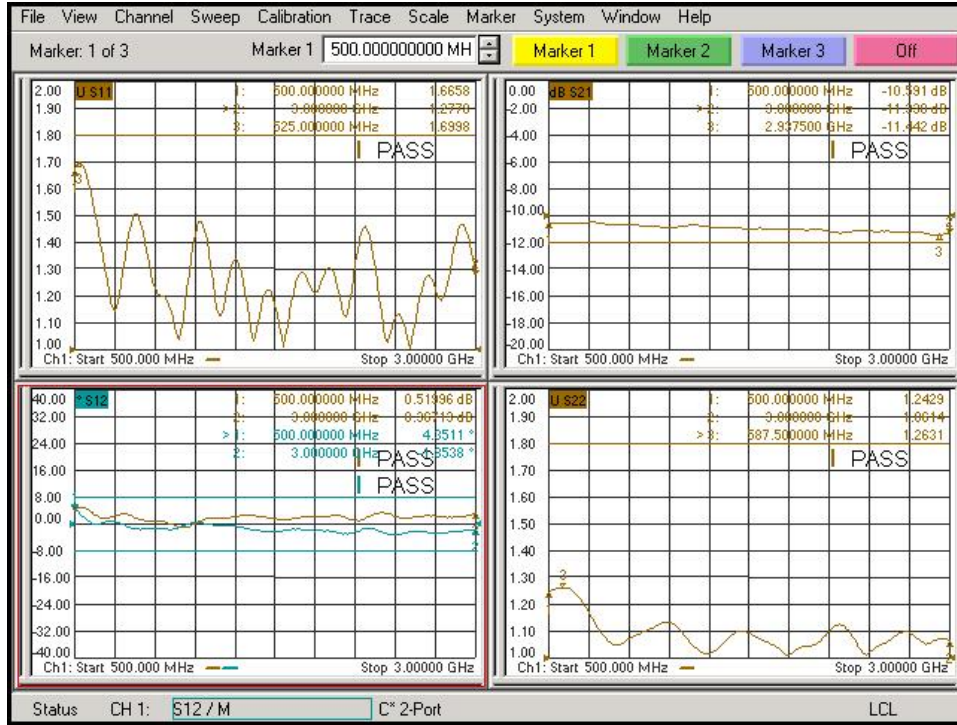 File View Channel Sweep Calibration Trace Scale Marker System Window Help
Marker: 1 of 3 Marker 1 500.000000000 MH Marker 1 Marker 2 Marker 3 Off
2.00 U S11 1: 500.000000 MHz 1.6658
1.90 > 2: 3.000000 GHz 1.2770
3: 525.000000 MHz 1.6998
1.80
PASS
1.70
3
1.60
1.50
1.40
1.30
1.20
1.10
1.00
Ch1: Start 500.000 MHz Stop 3.00000 GHz
0.00 dB S21 1: 500.000000 MHz -10.591 dB
-2.00 > 2: 3.000000 GHz
3: 2.937500 GHz -11.442 dB
-4.00
PASS
-6.00
-8.00
-10.00
-12.00
3
-14.00
-16.00
-18.00
-20.00
Ch1: Start 500.000 MHz Stop 3.00000 GHz
40.00 ° S12 1: 500.000000 MHz 0.51996 dB
32.00 2: 3.000000 GHz
> 1: 500.000000 MHz 4.3511 °
24.00 2: 3.000 GHz
PASS
16.00
PASS
8.00
0.00
-8.00
-16.00
-24.00
-32.00
-40.00
Ch1: Start 500.000 MHz Stop 3.00000 GHz
2.00 U S22 1: 500.000000 MHz 1.2429
1.90 2: 3.000000 GHz 1.0614
> 3: 587.500000 MHz 1.2631
1.80
PASS
1.70
1.60
1.50
1.40
1.30
3
1.20
1.10
1.00
Ch1: Start 500.000 MHz Stop 3.00000 GHz
Status CH 1: S12 / M C* 2-Port LCL